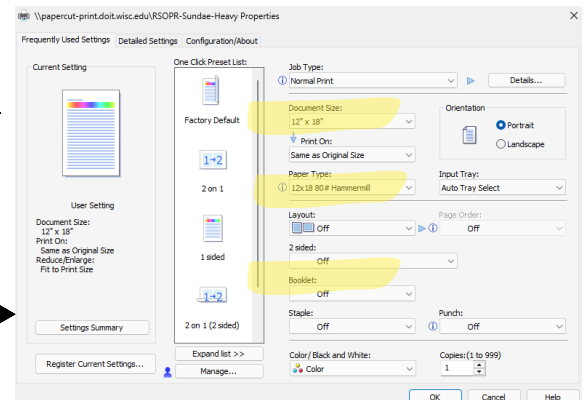 \\papercut-print.doit.wisc.edu\RSOPR-Sundae-Heavy Properties
Frequently Used Settings Detailed Settings Configuration/About
Current Setting
User Setting
Document Size:
12" x 18"
Print On:
Same as Original Size
Reduce/Enlarge:
Fit to Print Size
Settings Summary
Register Current Settings...
One Click Preset List:
Factory Default
1→2
2 on 1
1 sided
1→2
2 on 1 (2 sided)
Expand list >>
Manage...
Job Type:
Normal Print
Details...
Document Size:
12" x 18"
Print On:
Same as Original Size
Orientation
Portrait
Landscape
Paper Type:
12x18 80# Hammermill
Input Tray:
Auto Tray Select
Layout:
Off
Page Order:
Off
2 sided:
Off
Booklet:
Off
Staple:
Off
Punch:
Off
Color/ Black and White:
Color
Copies:(1 to 999)
1
OK Cancel Help